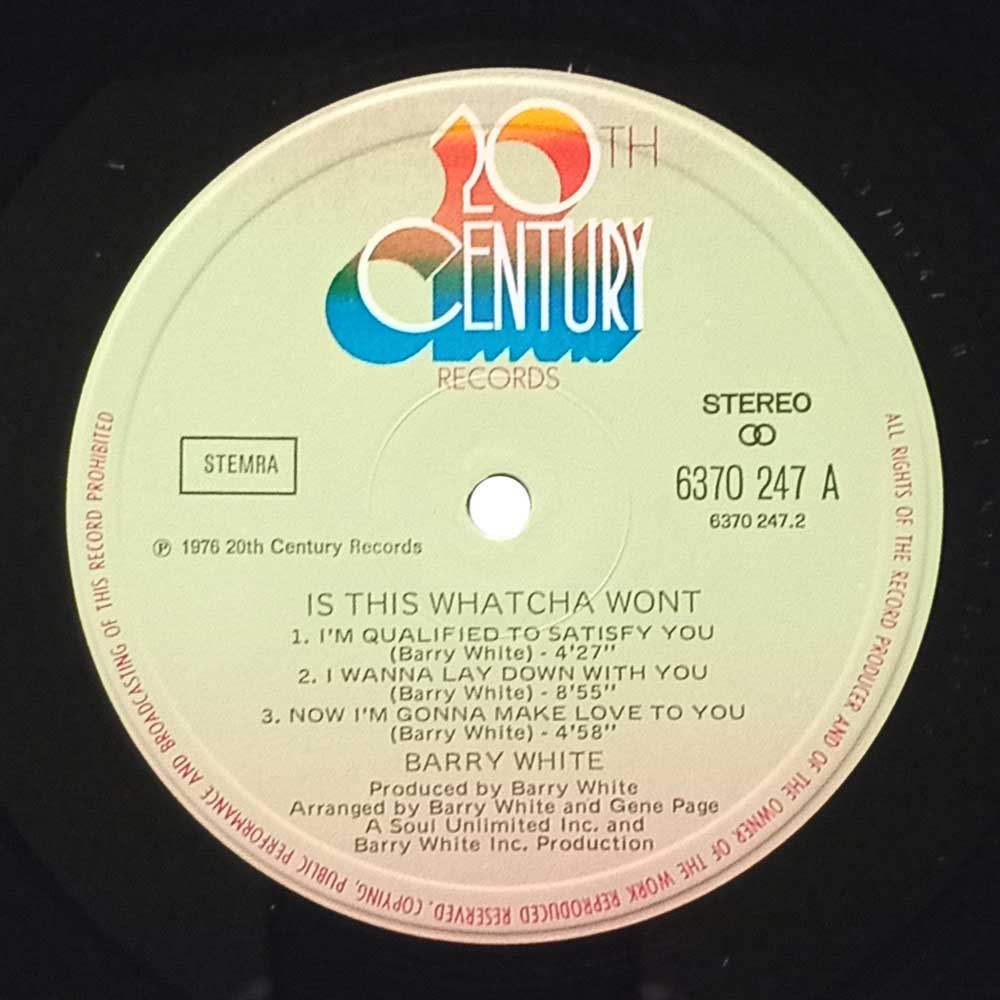 20TH
CENTURY
RECORDS
STEREO
STEMRA
6370 247 A
6370 247.2
℗ 1976 20th Century Records
IS THIS WHATCHA WONT
1. I'M QUALIFIED TO SATISFY YOU
(Barry White) - 4'27"
2. I WANNA LAY DOWN WITH YOU
(Barry White) - 8'55"
3. NOW I'M GONNA MAKE LOVE TO YOU
(Barry White) - 4'58"
BARRY WHITE
Produced by Barry White
Arranged by Barry White and Gene Page
A Soul Unlimited Inc. and
Barry White Inc. Production
ALL RIGHTS OF THE RECORD PRODUCER AND OF THE OWNER OF THE WORK REPRODUCED RESERVED. COPYING, PUBLIC PERFORMANCE AND BROADCASTING OF THIS RECORD PROHIBITED